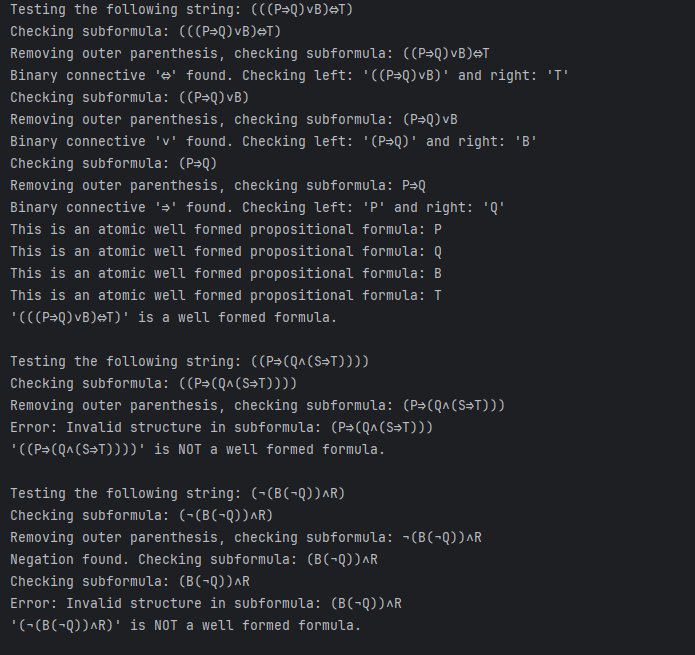 Testing the following string: (((P⇒Q)∨B)⇔T)
Checking subformula: (((P⇒Q)∨B)⇔T)
Removing outer parenthesis, checking subformula: ((P⇒Q)∨B)⇔T
Binary connective '⇔' found. Checking left: '((P⇒Q)∨B)' and right: 'T'
Checking subformula: ((P⇒Q)∨B)
Removing outer parenthesis, checking subformula: (P⇒Q)∨B
Binary connective '∨' found. Checking left: '(P⇒Q)' and right: 'B'
Checking subformula: (P⇒Q)
Removing outer parenthesis, checking subformula: P⇒Q
Binary connective '⇒' found. Checking left: 'P' and right: 'Q'
This is an atomic well formed propositional formula: P
This is an atomic well formed propositional formula: Q
This is an atomic well formed propositional formula: B
This is an atomic well formed propositional formula: T
'(((P⇒Q)∨B)⇔T)' is a well formed formula.
Testing the following string: ((P⇒(Q∧(S⇒T))))
Checking subformula: ((P⇒(Q∧(S⇒T))))
Removing outer parenthesis, checking subformula: (P⇒(Q∧(S⇒T)))
Error: Invalid structure in subformula: (P⇒(Q∧(S⇒T)))
'((P⇒(Q∧(S⇒T))))' is NOT a well formed formula.
Testing the following string: (¬(B(¬Q))∧R)
Checking subformula: (¬(B(¬Q))∧R)
Removing outer parenthesis, checking subformula: ¬(B(¬Q))∧R
Negation found. Checking subformula: (B(¬Q))∧R
Checking subformula: (B(¬Q))∧R
Error: Invalid structure in subformula: (B(¬Q))∧R
'(¬(B(¬Q))∧R)' is NOT a well formed formula.